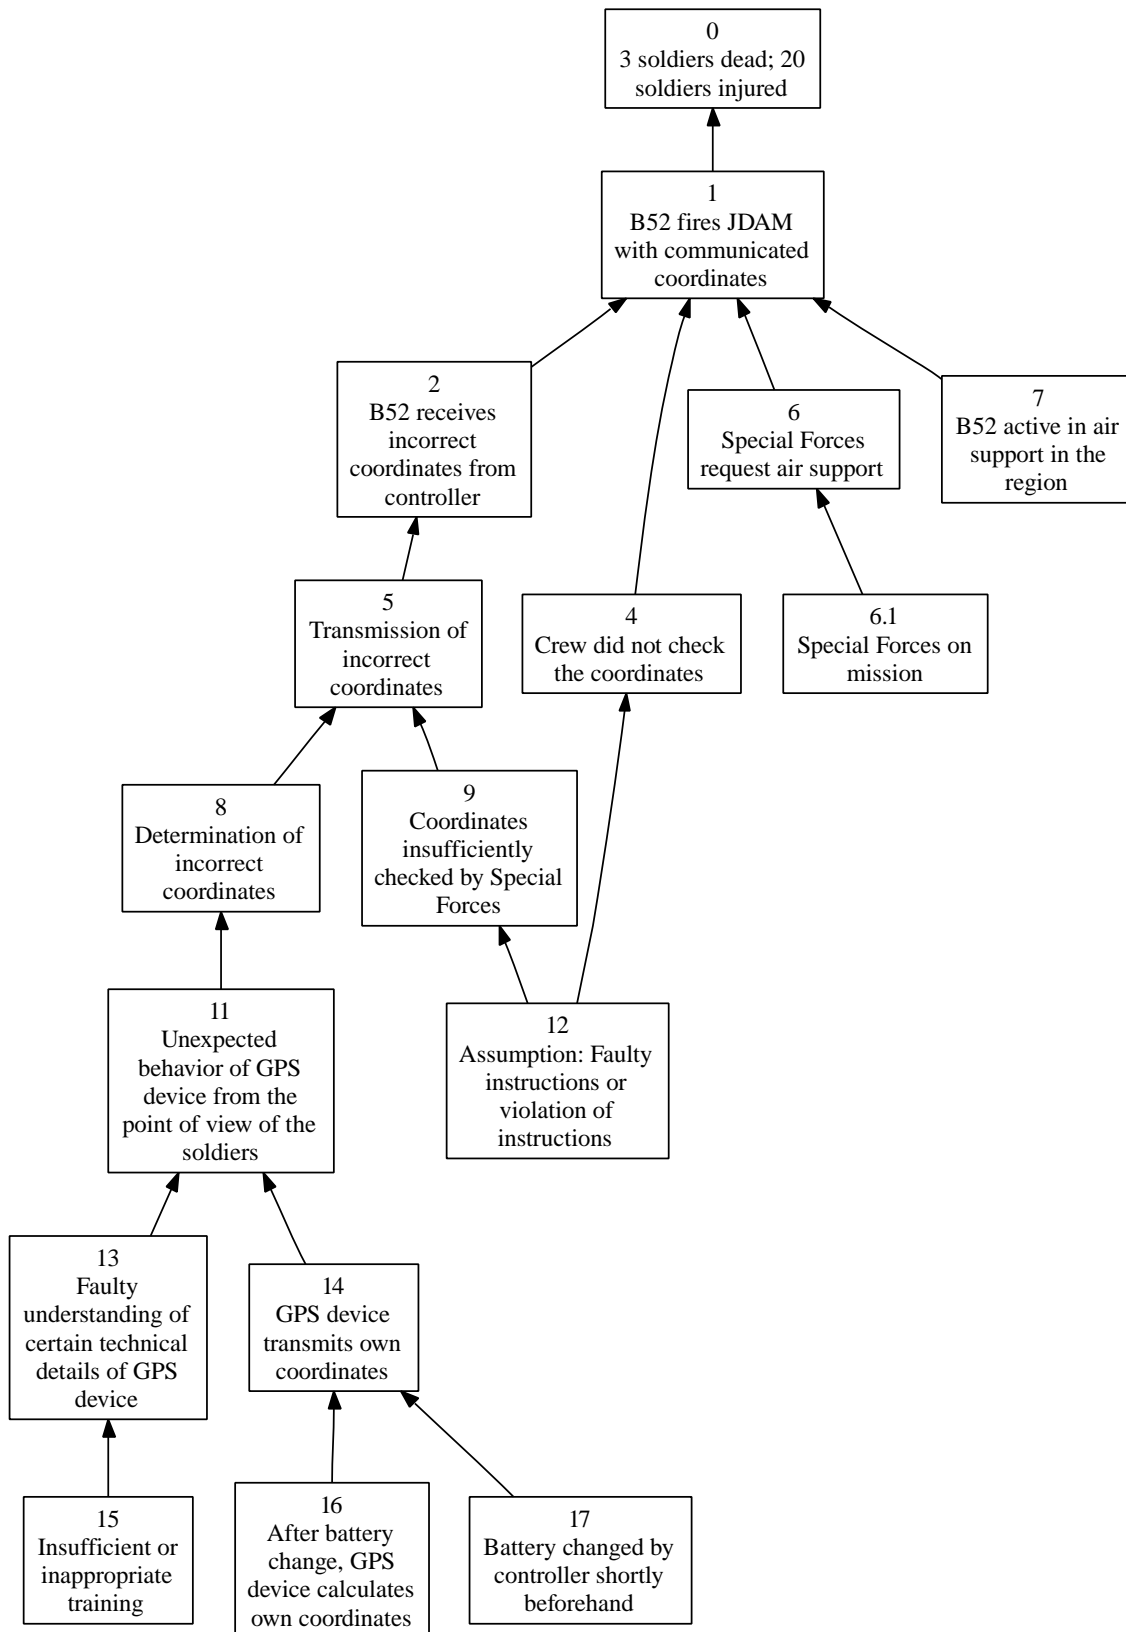 0
3 soldiers dead; 20
soldiers injured
1
B52 fires JDAM
with communicated
coordinates
2
B52 receives
incorrect
coordinates from
controller
6
Special Forces
request air support
7
B52 active in air
support in the
region
5
Transmission of
incorrect
coordinates
4
Crew did not check
the coordinates
6.1
Special Forces on
mission
8
Determination of
incorrect
coordinates
9
Coordinates
insufficiently
checked by Special
Forces
11
Unexpected
behavior of GPS
device from the
point of view of the
soldiers
12
Assumption: Faulty
instructions or
violation of
instructions
13
Faulty
understanding of
certain technical
details of GPS
device
14
GPS device
transmits own
coordinates
15
Insufficient or
inappropriate
training
16
After battery
change, GPS
device calculates
own coordinates
17
Battery changed by
controller shortly
beforehand